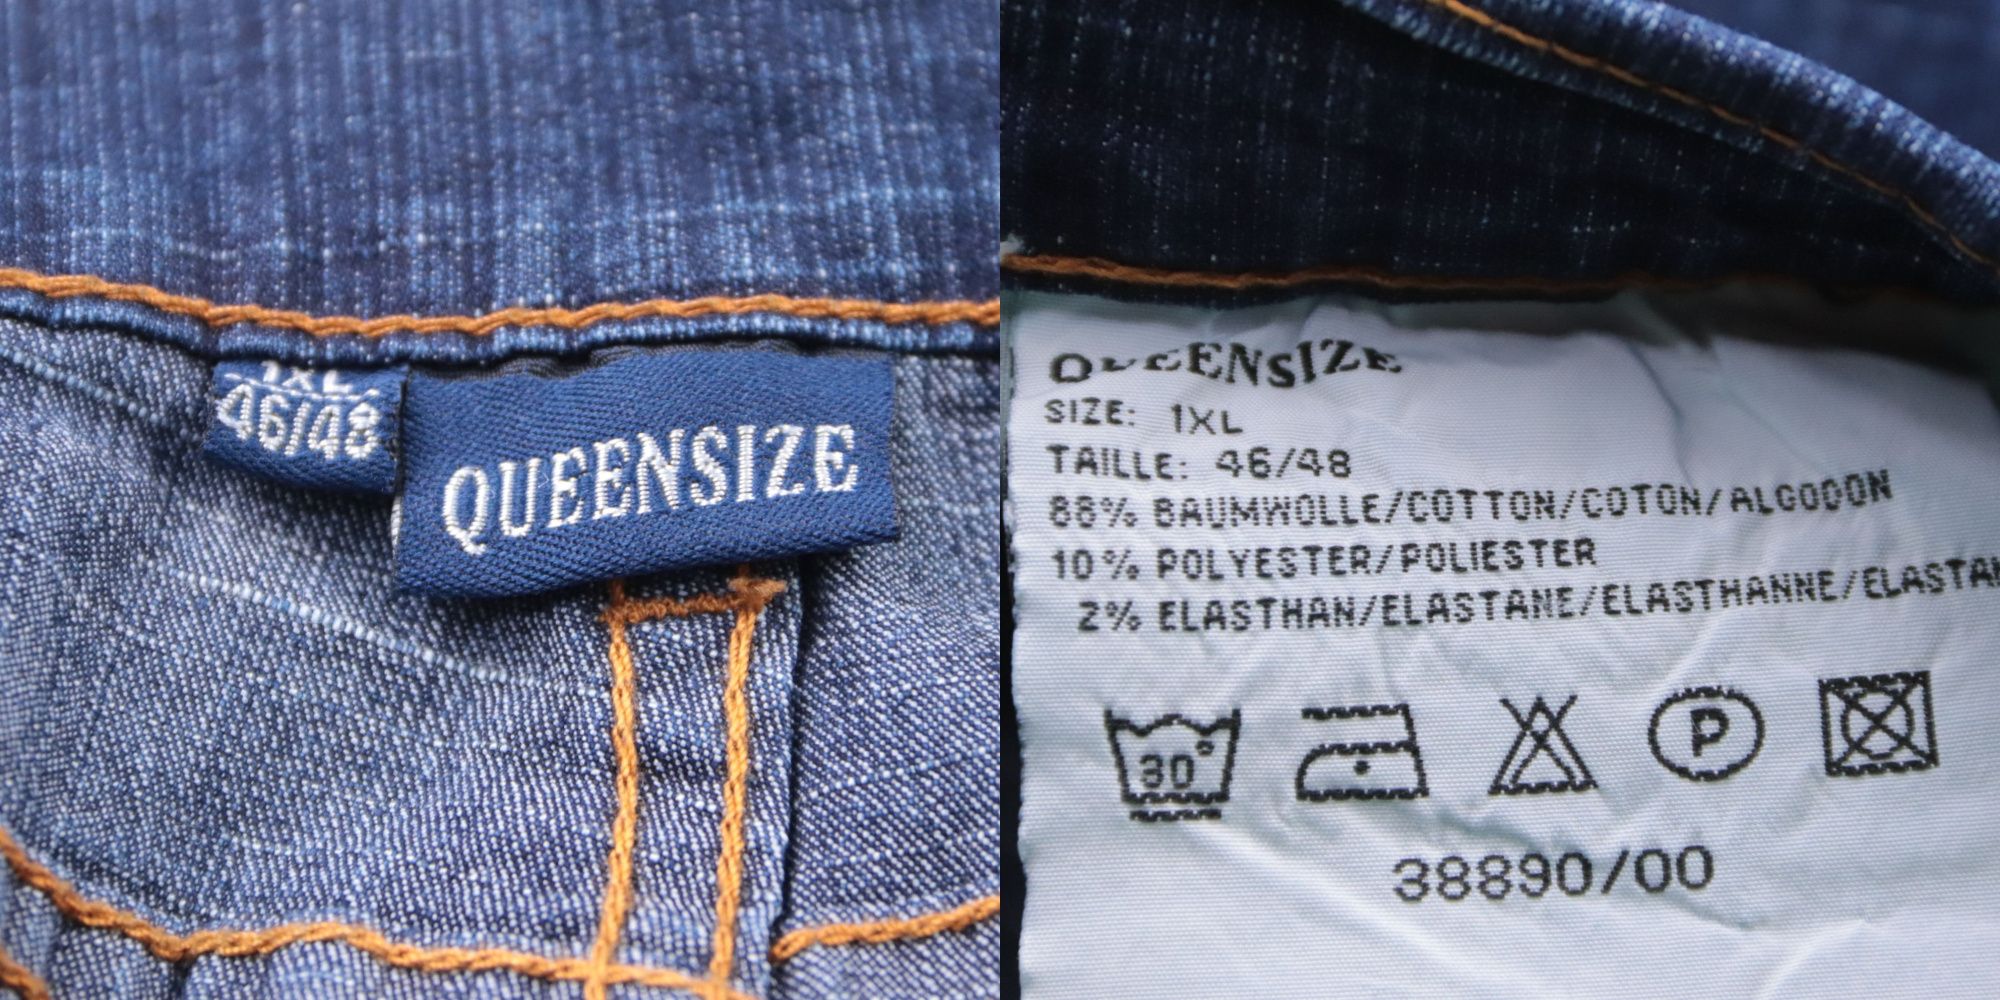 1XL
46/48
QUEENSIZE
QUEENSIZE
SIZE: 1XL
TAILLE: 46/48
88% BAUMWOLLE/COTTON/COTON/ALGODON
10% POLYESTER/POLIESTER
2% ELASTHAN/ELASTANE/ELASTHANNE/ELASTAN
30°
P
38890/00